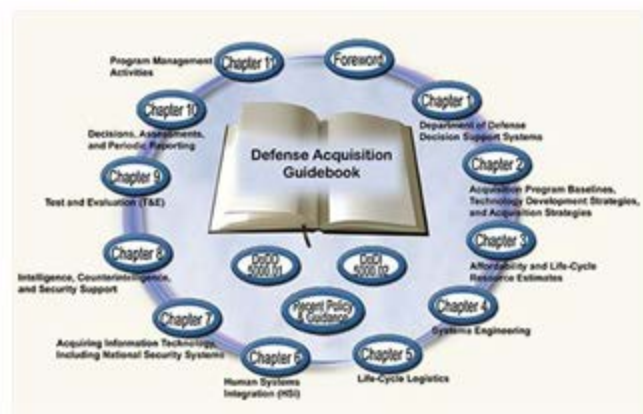 Foreword
Chapter 1
Department of Defense
Decision Support Systems
Chapter 2
Acquisition Program Baselines,
Technology Development Strategies,
and Acquisition Strategies
Chapter 3
Affordability and Life-Cycle
Resource Estimates
Chapter 4
Systems Engineering
Chapter 5
Life-Cycle Logistics
Chapter 6
Human Systems
Integration (HSI)
Chapter 7
Acquiring Information Technology,
Including National Security Systems
Chapter 8
Intelligence, Counterintelligence,
and Security Support
Chapter 9
Test and Evaluation (T&E)
Chapter 10
Decisions, Assessments,
and Periodic Reporting
Chapter 11
Program Management
Activities
Defense Acquisition
Guidebook
DoDD
5000.01
DoDI
5000.02
Recent Policy
& Guidance